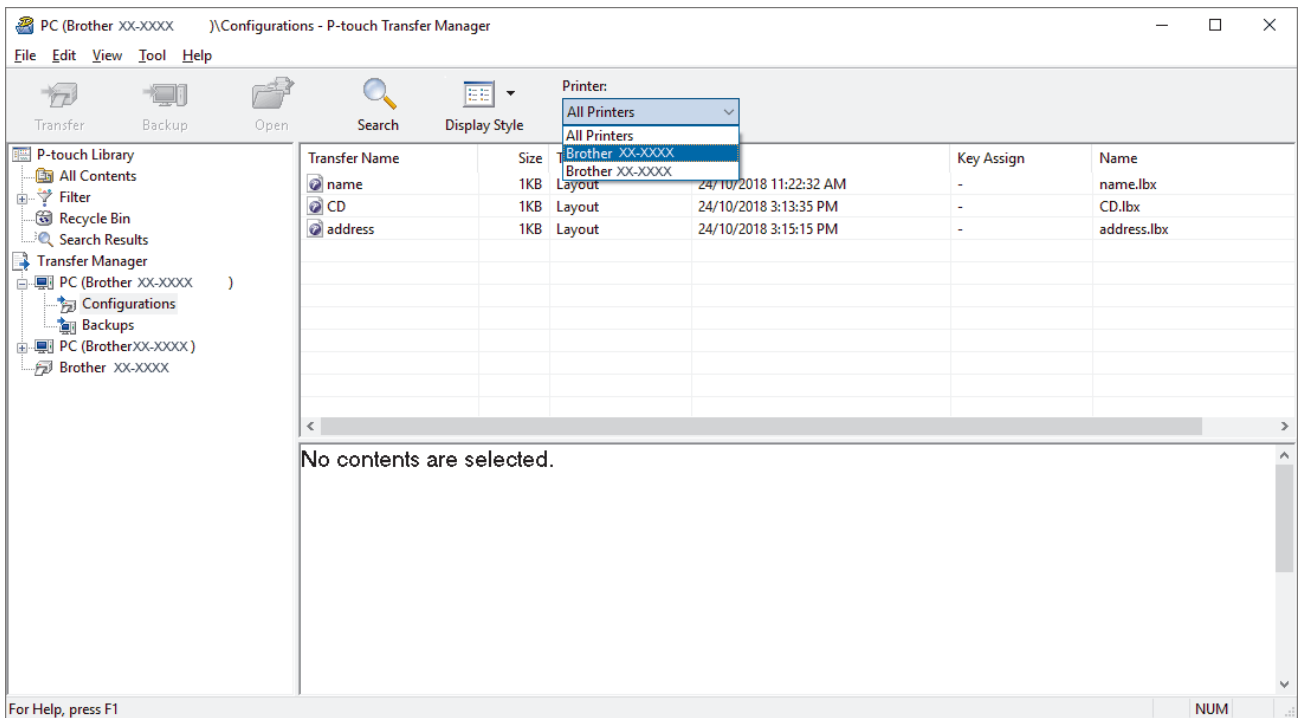 PC (Brother XX-XXXX )\Configurations - P-touch Transfer Manager
File Edit View Tool Help
Transfer Backup Open Search Display Style
Printer:
All Printers
All Printers
Brother XX-XXXX
Brother XX-XXXX
P-touch Library
All Contents
Filter
Recycle Bin
Search Results
Transfer Manager
PC (Brother XX-XXXX )
Configurations
Backups
PC (BrotherXX-XXXX )
Brother XX-XXXX
Transfer Name Size Key Assign Name
name 1KB Layout 24/10/2018 11:22:32 AM - name.lbx
CD 1KB Layout 24/10/2018 3:13:35 PM - CD.lbx
address 1KB Layout 24/10/2018 3:15:15 PM - address.lbx
No contents are selected.
For Help, press F1 NUM